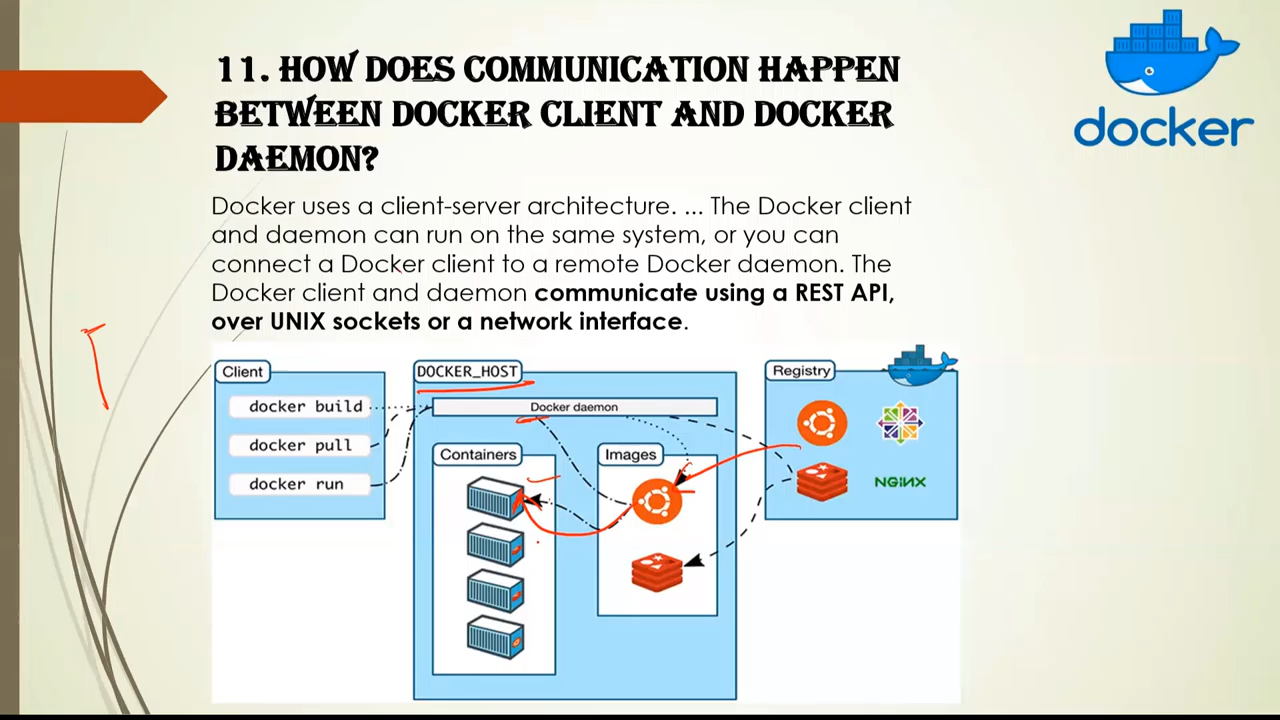 11. HOW DOES COMMUNICATION HAPPEN
BETWEEN DOCKER CLIENT AND DOCKER
DAEMON?
docker
Docker uses a client-server architecture. ... The Docker client
and daemon can run on the same system, or you can
connect a Docker client to a remote Docker daemon. The
Docker client and daemon communicate using a REST API,
over UNIX sockets or a network interface.
Client
docker build
docker pull
docker run
DOCKER_HOST
Docker daemon
Containers
Images
Registry
NGINX